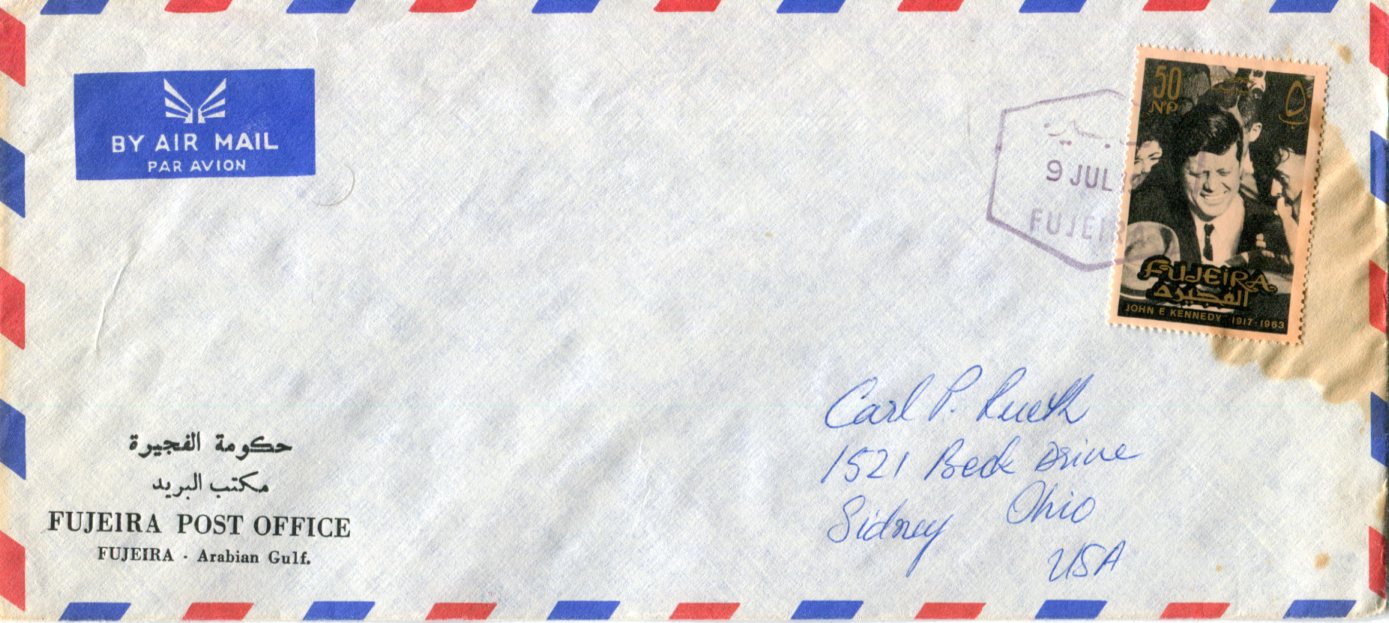 BY AIR MAIL
PAR AVION
9 JUL
FUJEIRA
50
NP
FUJEIRA
الفجيرة
JOHN F. KENNEDY 1917-1963
Carl P. Rueth
1521 Beck Drive
Sidney Ohio
USA
حكومة الفجيرة
مكتب البريد
FUJEIRA POST OFFICE
FUJEIRA - Arabian Gulf.